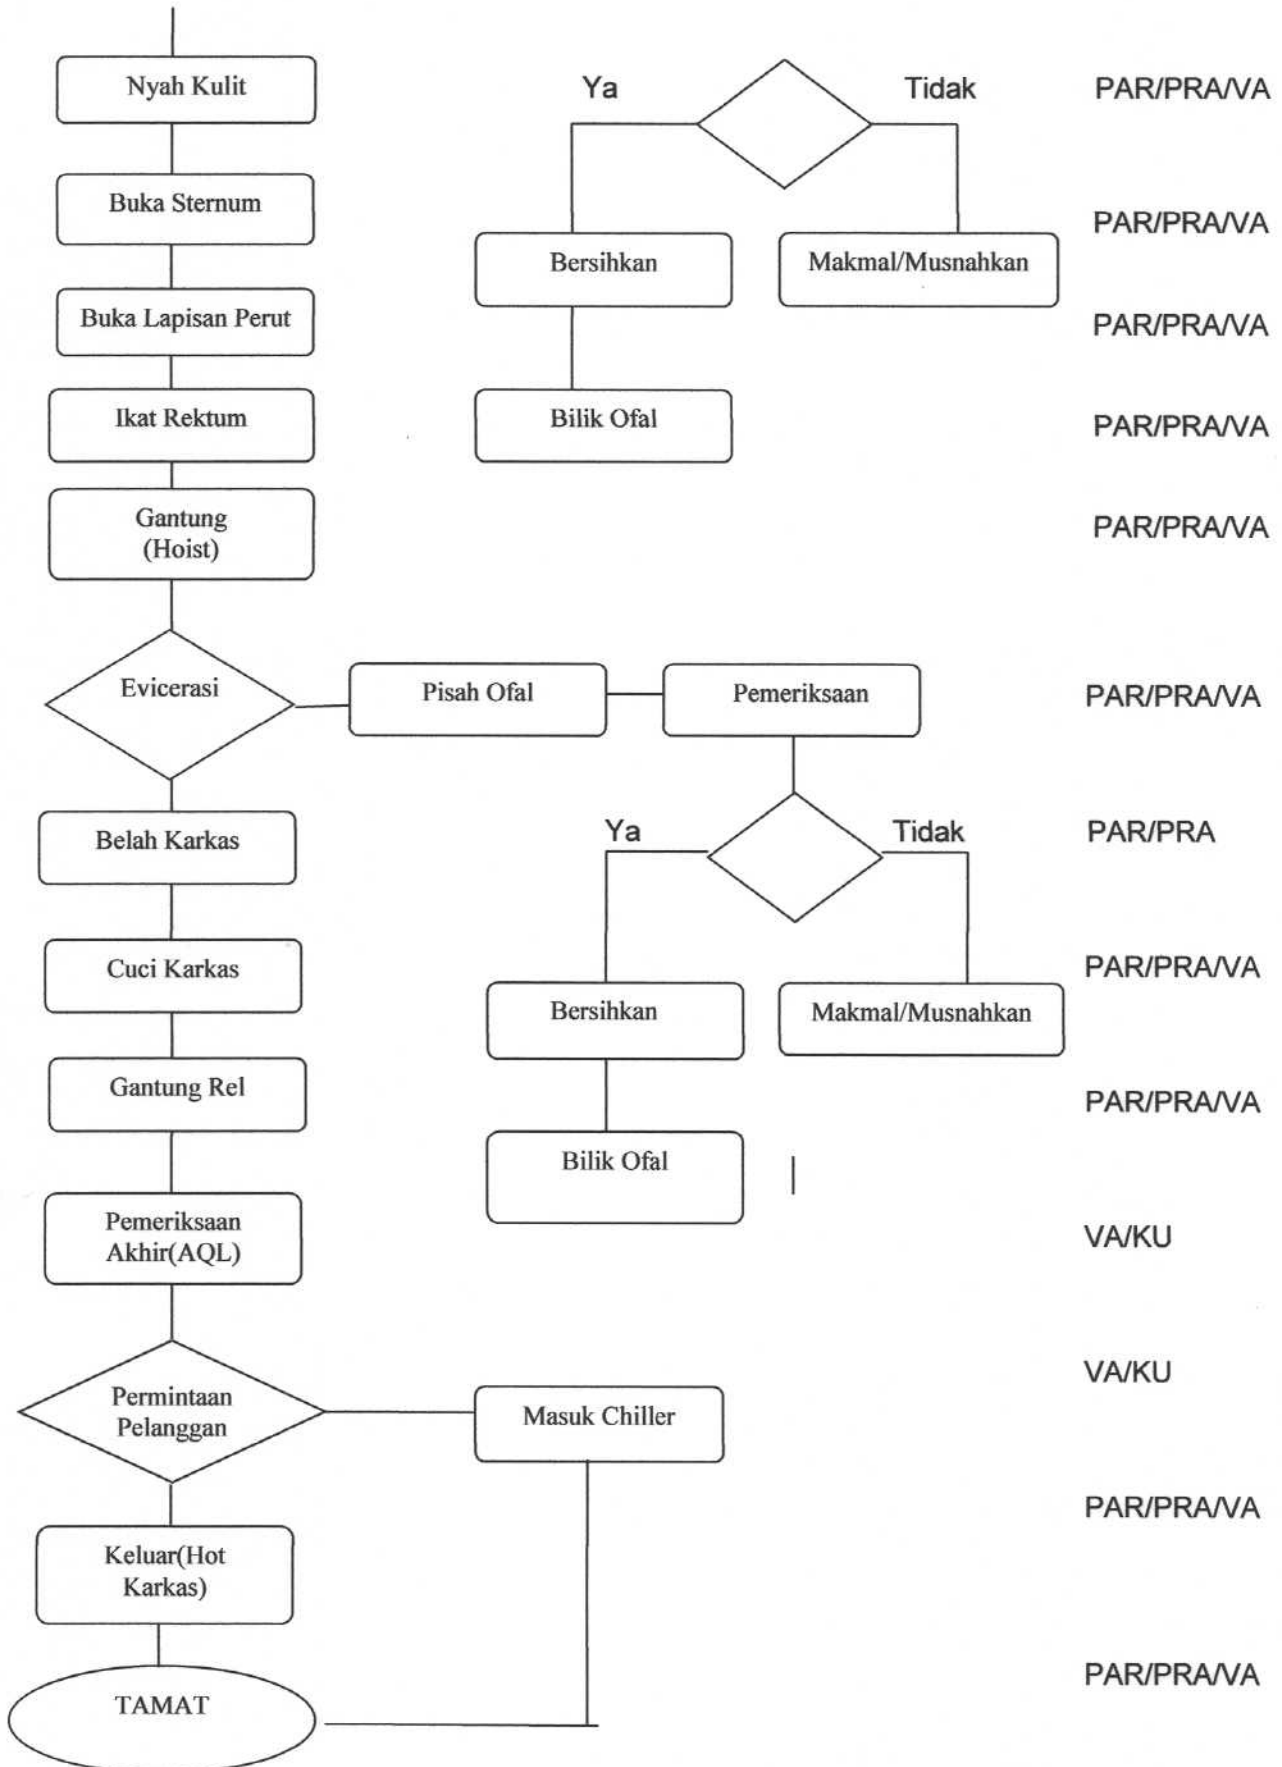 Nyah Kulit
Ya
Tidak
PAR/PRA/VA
Buka Sternum
Bersihkan
Makmal/Musnahkan
PAR/PRA/VA
Buka Lapisan Perut
PAR/PRA/VA
Ikat Rektum
Bilik Ofal
PAR/PRA/VA
Gantung
(Hoist)
PAR/PRA/VA
Evicerasi
Pisah Ofal
Pemeriksaan
PAR/PRA/VA
Belah Karkas
Ya
Tidak
PAR/PRA
Cuci Karkas
Bersihkan
Makmal/Musnahkan
PAR/PRA/VA
Gantung Rel
Bilik Ofal
PAR/PRA/VA
Pemeriksaan
Akhir(AQL)
VA/KU
Permintaan
Pelanggan
Masuk Chiller
VA/KU
Keluar(Hot
Karkas)
PAR/PRA/VA
TAMAT
PAR/PRA/VA